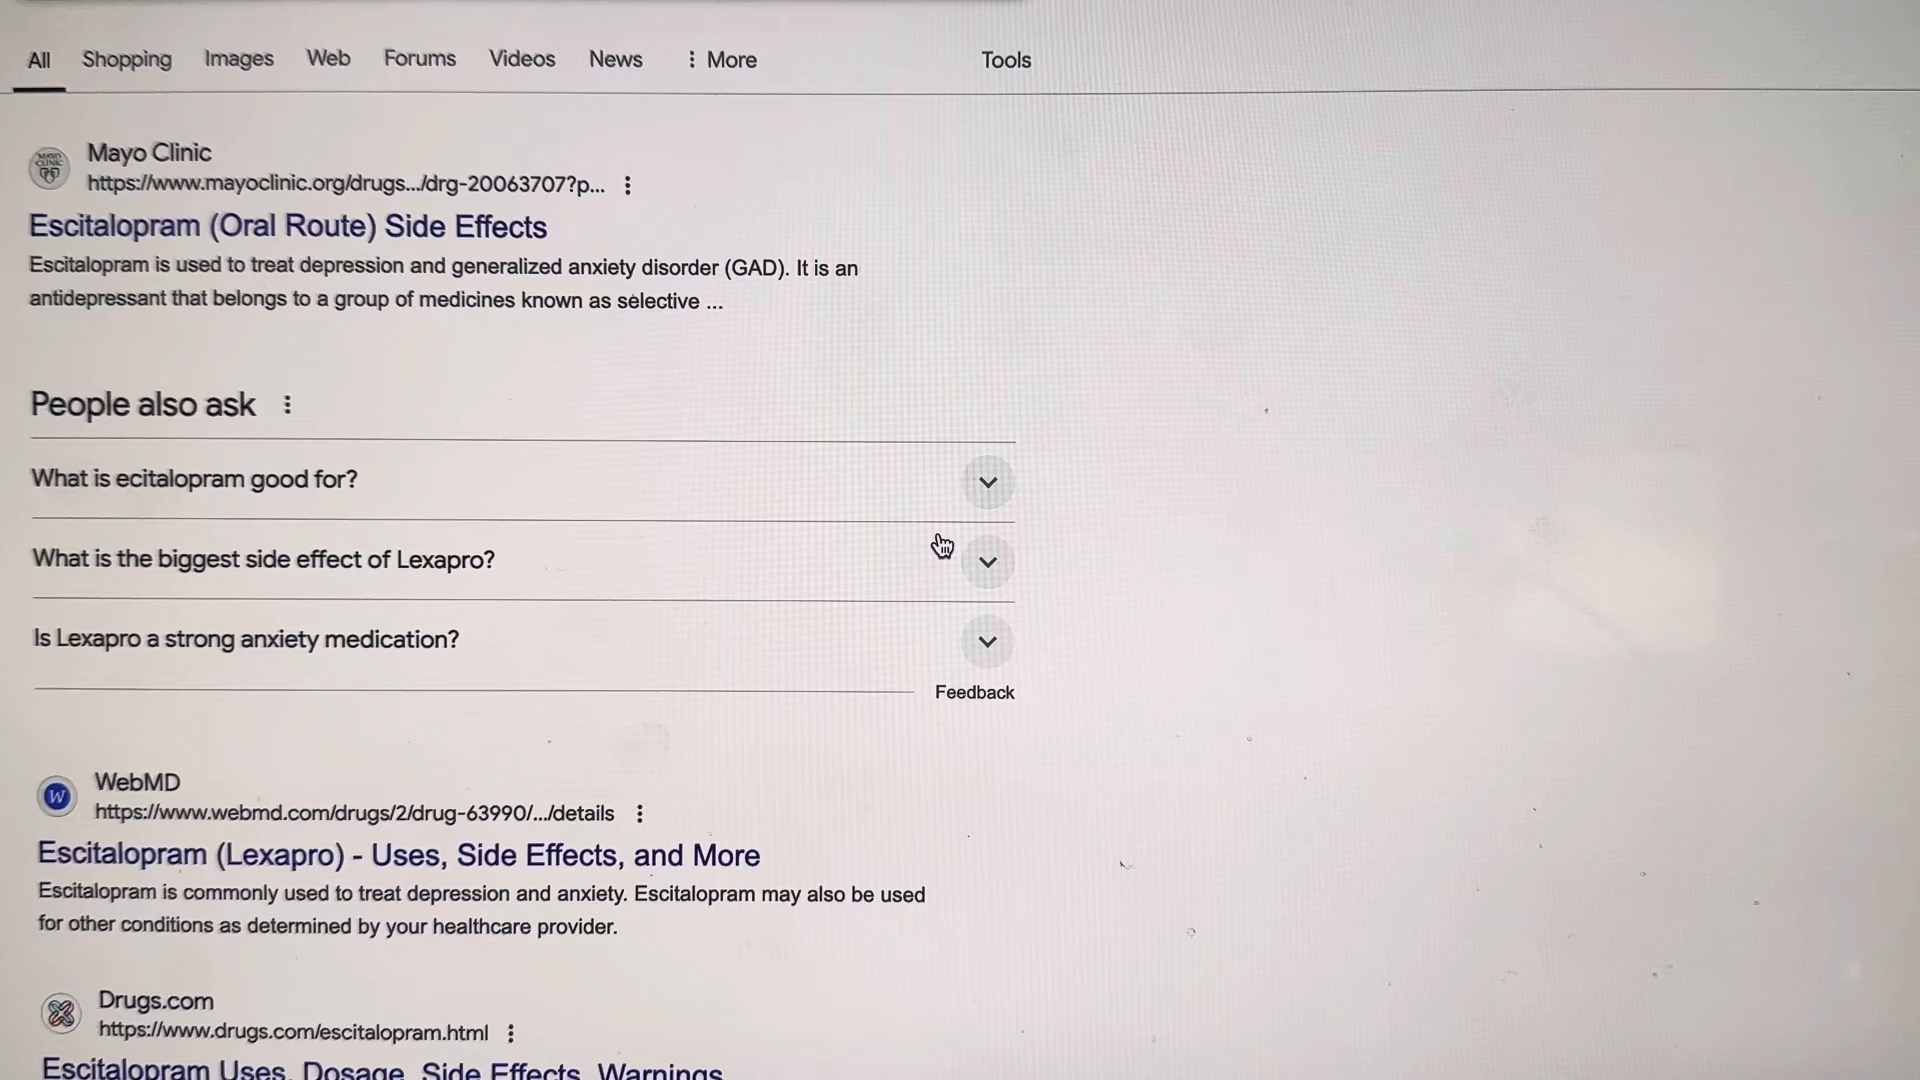 All Shopping Images Web Forums Videos News More Tools
Mayo Clinic
https://www.mayoclinic.org/drugs.../drg-20063707?p...
Escitalopram (Oral Route) Side Effects
Escitalopram is used to treat depression and generalized anxiety disorder (GAD). It is an
antidepressant that belongs to a group of medicines known as selective ...
People also ask
What is ecitalopram good for?
What is the biggest side effect of Lexapro?
Is Lexapro a strong anxiety medication?
Feedback
W
WebMD
https://www.webmd.com/drugs/2/drug-63990/.../details
Escitalopram (Lexapro) - Uses, Side Effects, and More
Escitalopram is commonly used to treat depression and anxiety. Escitalopram may also be used
for other conditions as determined by your healthcare provider.
Drugs.com
https://www.drugs.com/escitalopram.html
Escitalopram Uses, Dosage, Side Effects, Warnings